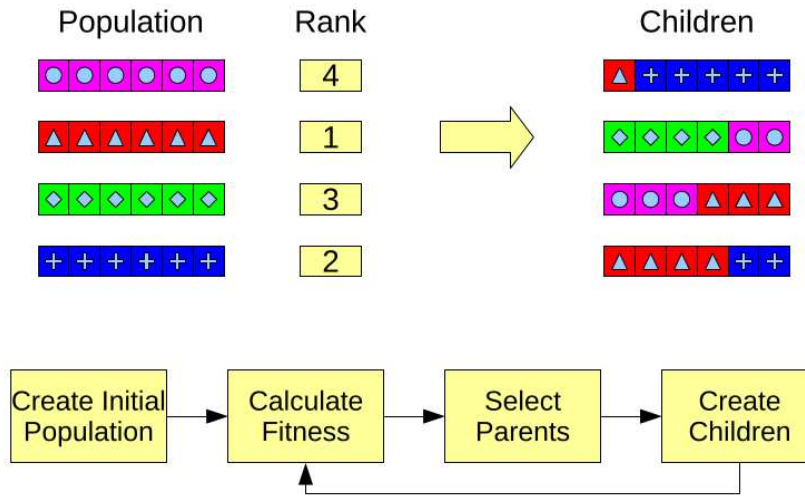 Population Rank Children
4
1
3
2
Create Initial
Population
Calculate
Fitness
Select
Parents
Create
Children